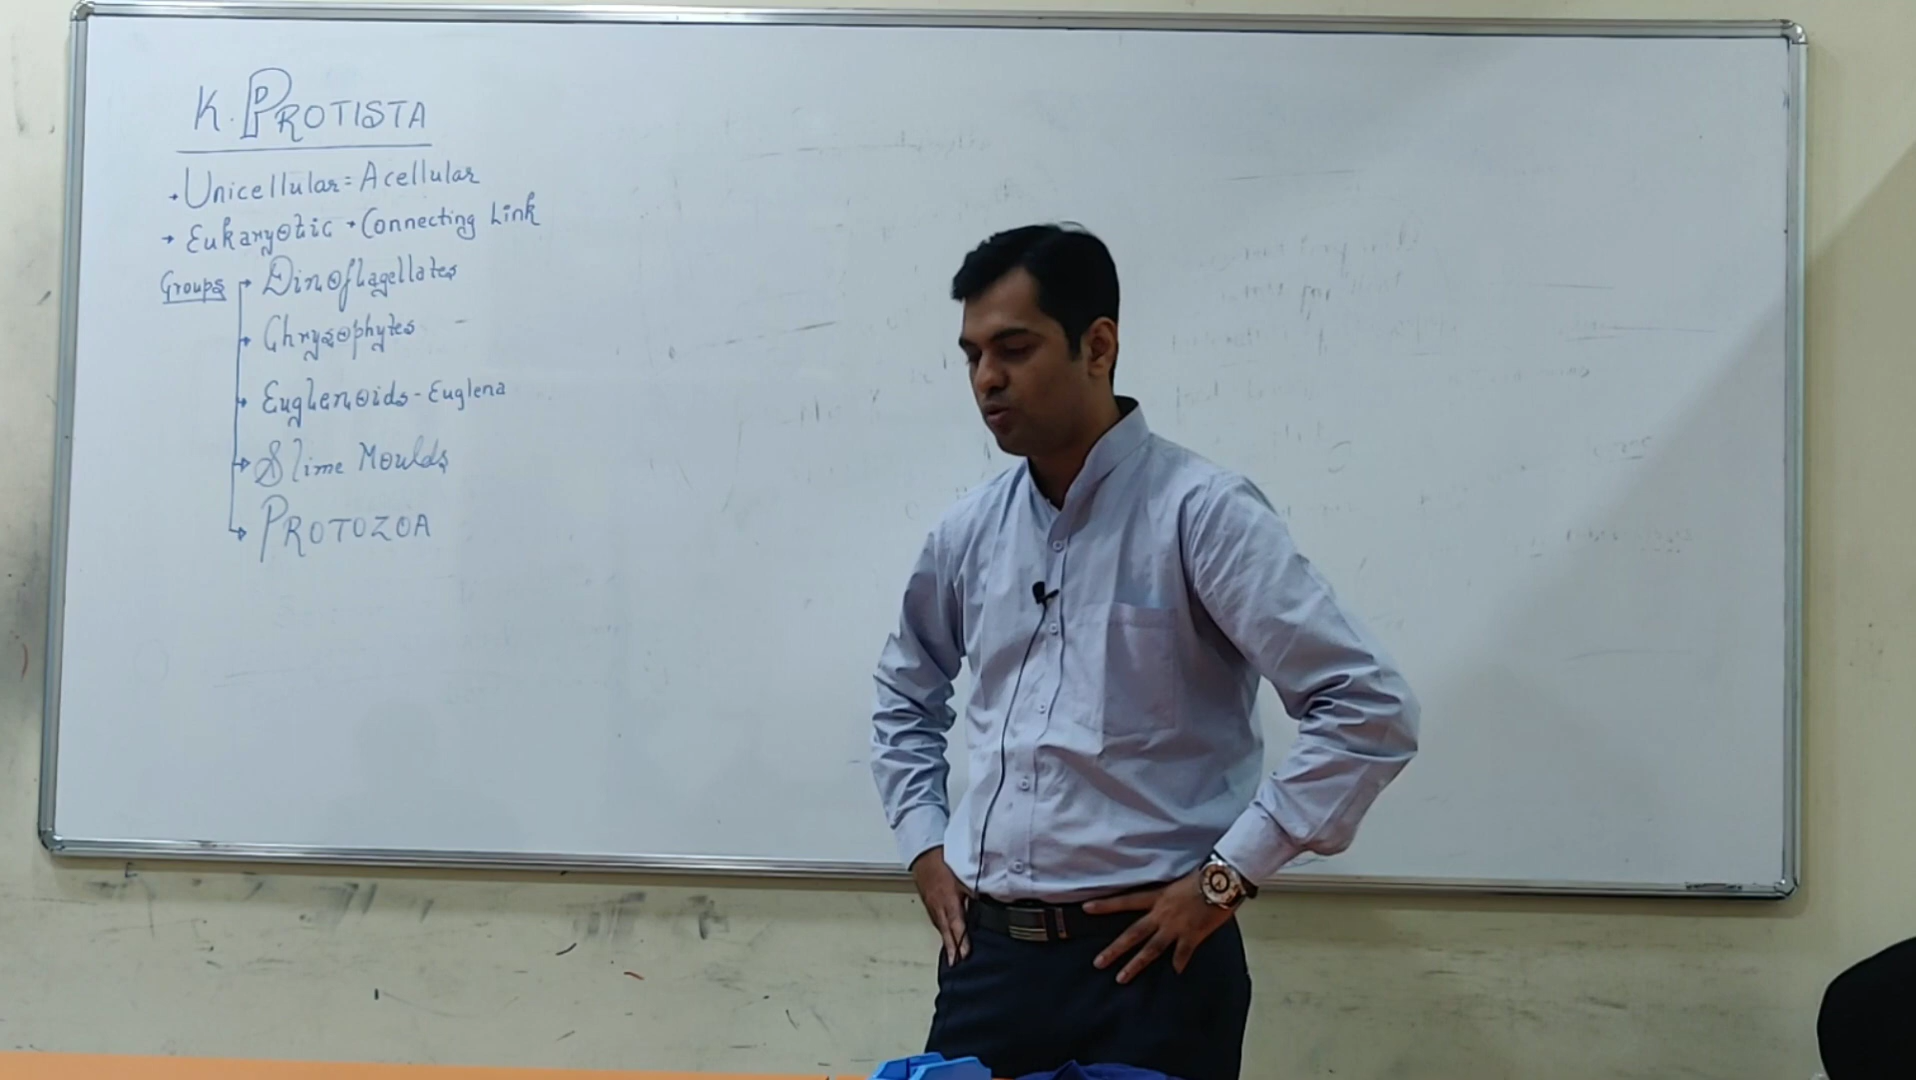 K. PROTISTA
→ Unicellular = Acellular
→ Eukaryotic → Connecting Link
Groups → Dinoflagellates
→ Chrysophytes
→ Euglenoids - Euglena
→ Slime Moulds
→ PROTOZOA